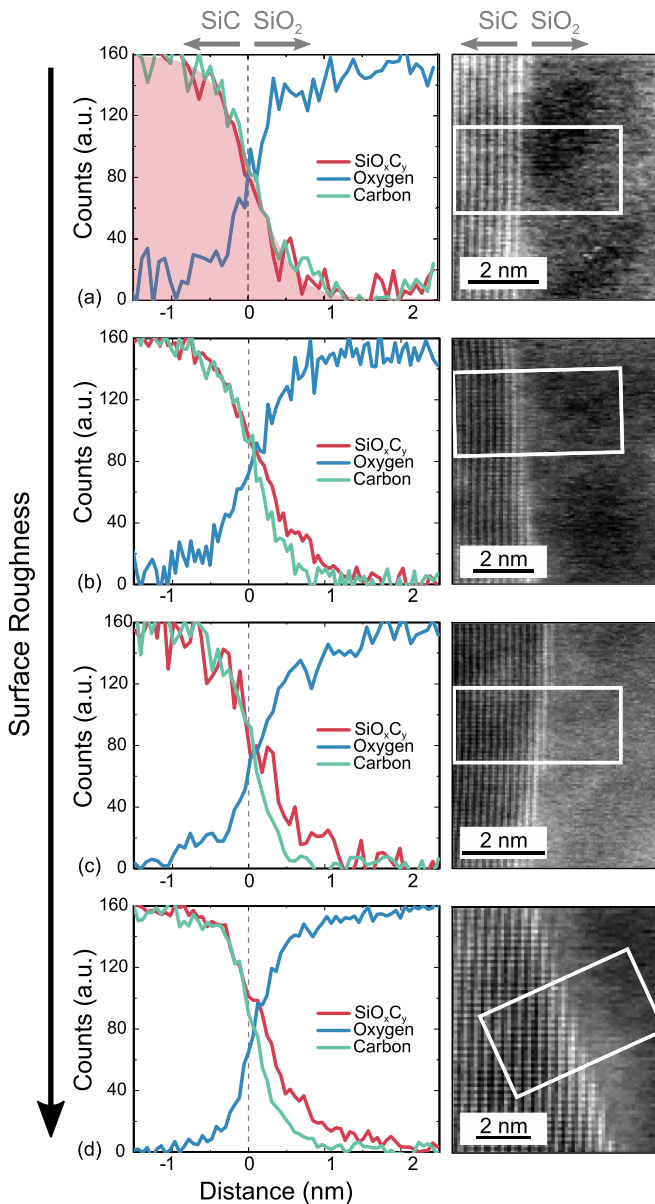 SiC SiO2
SiC SiO2
Surface Roughness
Counts (a.u.)
160
120
80
40
0
-1 0 1 2
SiOxCy
Oxygen
Carbon
(a)
2 nm
Counts (a.u.)
160
120
80
40
0
-1 0 1 2
SiOxCy
Oxygen
Carbon
(b)
2 nm
Counts (a.u.)
160
120
80
40
0
-1 0 1 2
SiOxCy
Oxygen
Carbon
(c)
2 nm
Counts (a.u.)
160
120
80
40
0
-1 0 1 2
SiOxCy
Oxygen
Carbon
(d)
2 nm
Distance (nm)